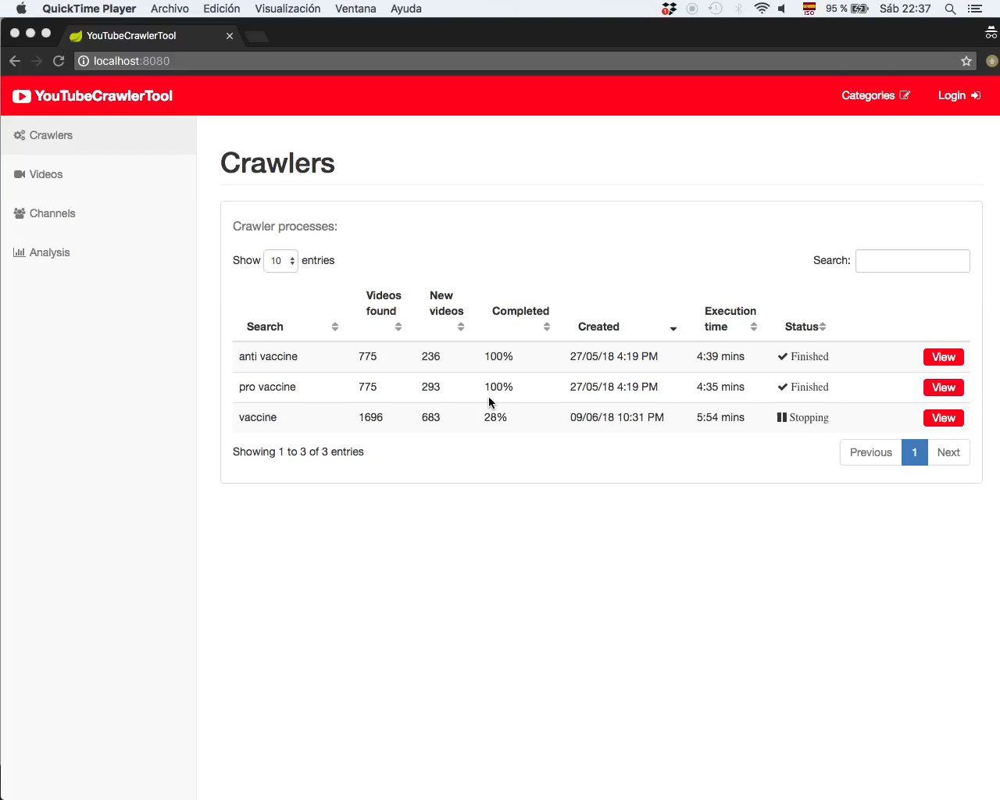 QuickTime Player Archivo Edición Visualización Ventana Ayuda 1 ISO 95 % Sáb 22:37
YouTubeCrawlerTool
localhost:8080
YouTubeCrawlerTool Categories Login
Crawlers
Videos
Channels
Analysis
Crawlers
Crawler processes:
Show 10 entries Search:
Search Videos found New videos Completed Created Execution time Status
anti vaccine 775 236 100% 27/05/18 4:19 PM 4:39 mins Finished View
pro vaccine 775 293 100% 27/05/18 4:19 PM 4:35 mins Finished View
vaccine 1696 683 28% 09/06/18 10:31 PM 5:54 mins Stopping View
Showing 1 to 3 of 3 entries Previous 1 Next